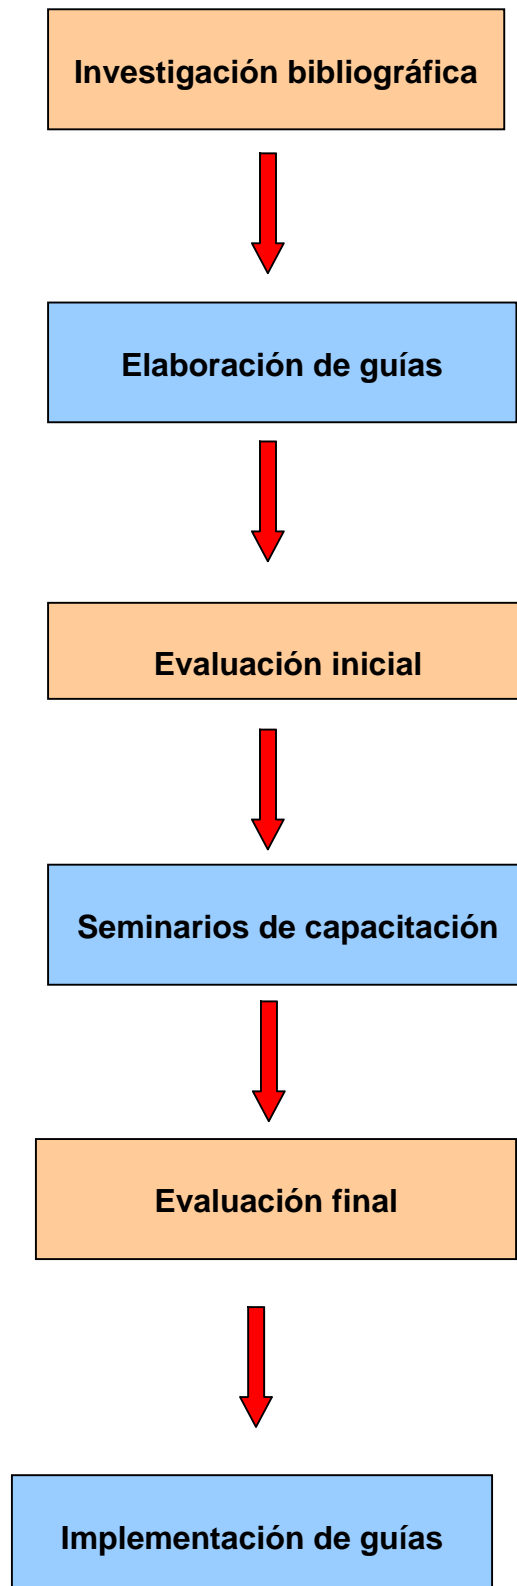 Investigación bibliográfica
Elaboración de guías
Evaluación inicial
Seminarios de capacitación
Evaluación final
Implementación de guías